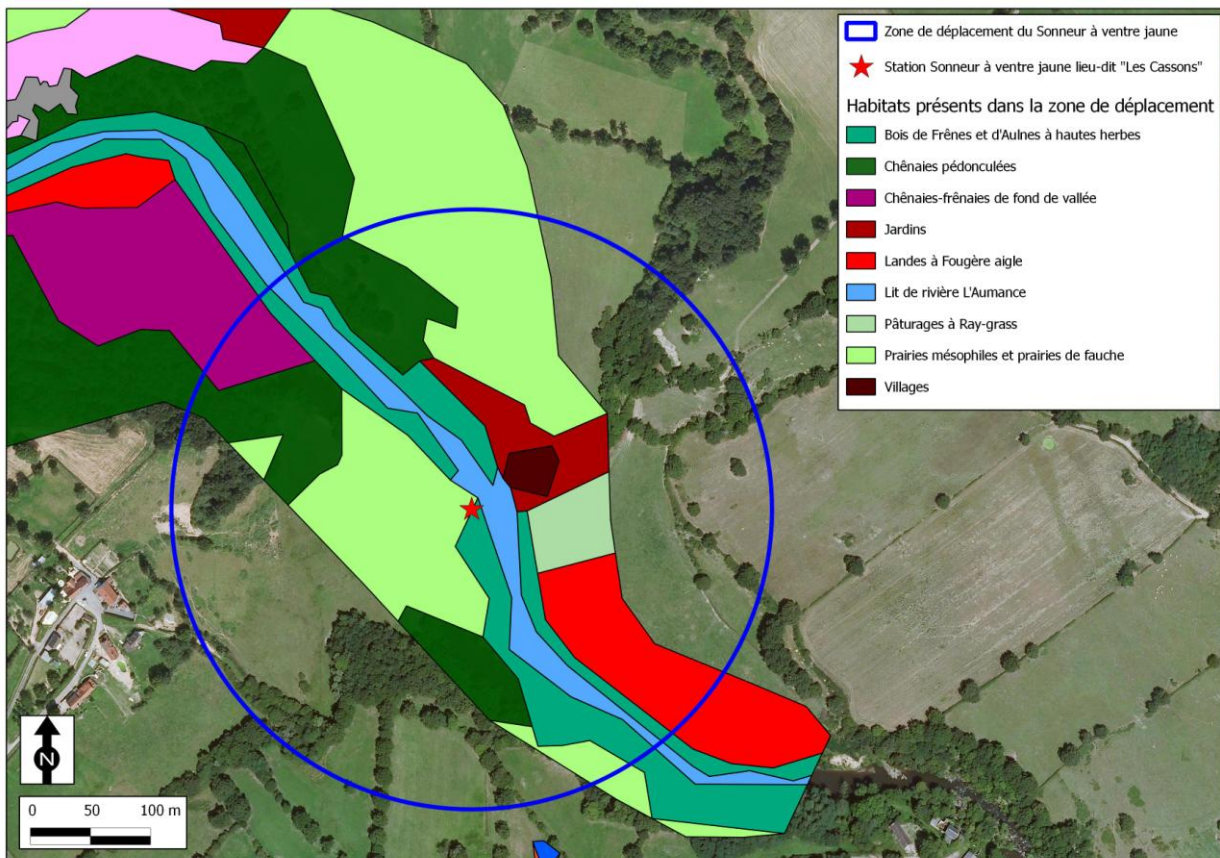 Zone de déplacement du Sonneur à ventre jaune
Station Sonneur à ventre jaune lieu-dit "Les Cassons"
Habitats présents dans la zone de déplacement
Bois de Frênes et d'Aulnes à hautes herbes
Chênaies pédonculées
Chênaies-frênaies de fond de vallée
Jardins
Landes à Fougère aigle
Lit de rivière L'Aumance
Pâturages à Ray-grass
Prairies mésophiles et prairies de fauche
Villages
N
0 50 100 m